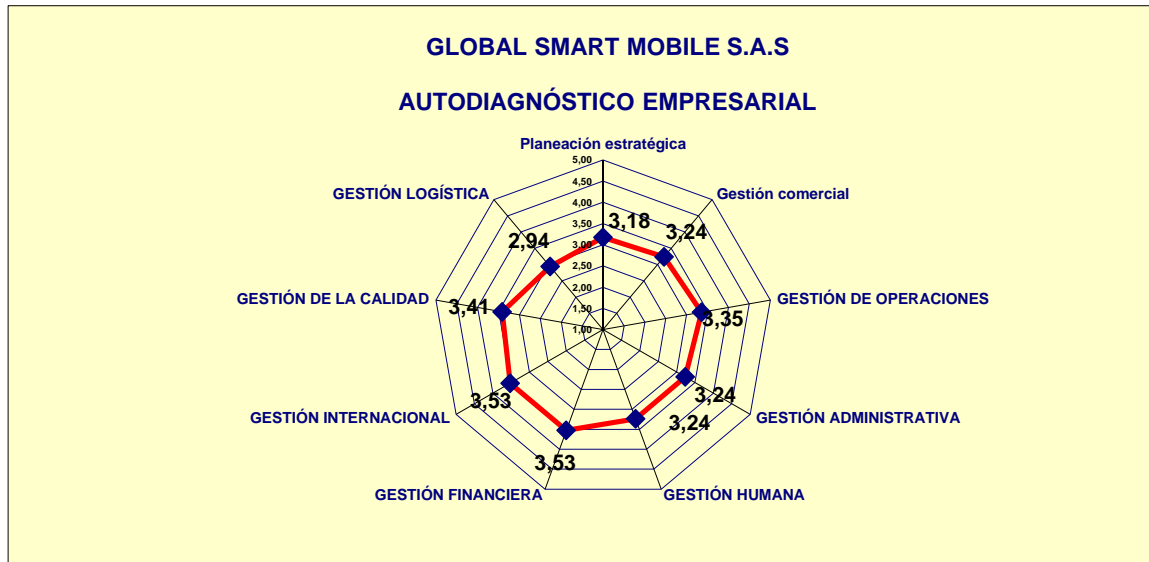 GLOBAL SMART MOBILE S.A.S
AUTODIAGNÓSTICO EMPRESARIAL
Planeación estratégica
5,00
4,50
4,00
3,50
3,00
2,50
2,00
1,50
1,00
GESTIÓN LOGÍSTICA
Gestión comercial
3,18
3,24
2,94
GESTIÓN DE LA CALIDAD
GESTIÓN DE OPERACIONES
3,41
3,35
3,53
3,24
GESTIÓN INTERNACIONAL
3,24
GESTIÓN ADMINISTRATIVA
3,53
GESTIÓN FINANCIERA
GESTIÓN HUMANA